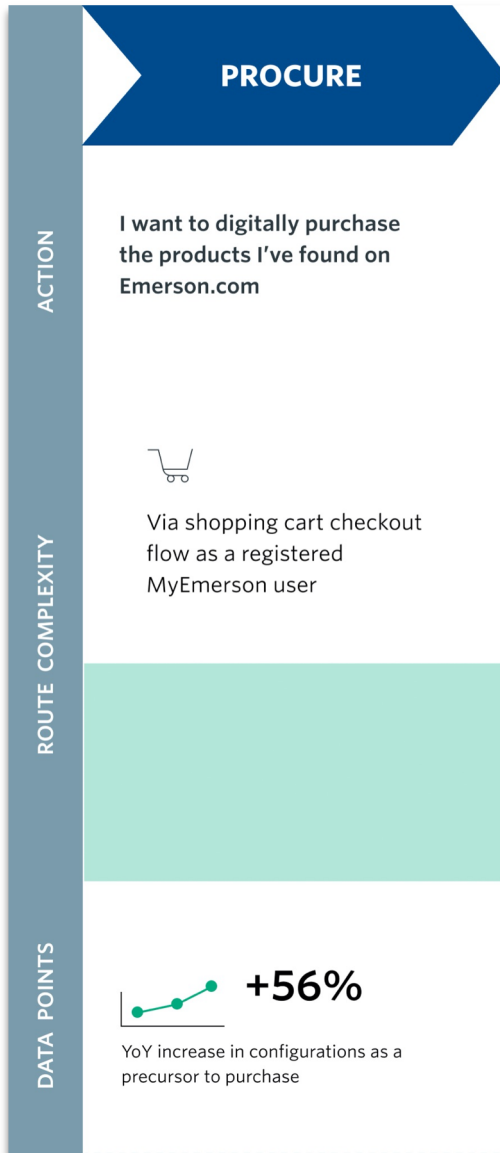 PROCURE
ACTION
I want to digitally purchase
the products I’ve found on
Emerson.com
ROUTE COMPLEXITY
Via shopping cart checkout
flow as a registered
MyEmerson user
DATA POINTS
+56%
YoY increase in configurations as a
precursor to purchase